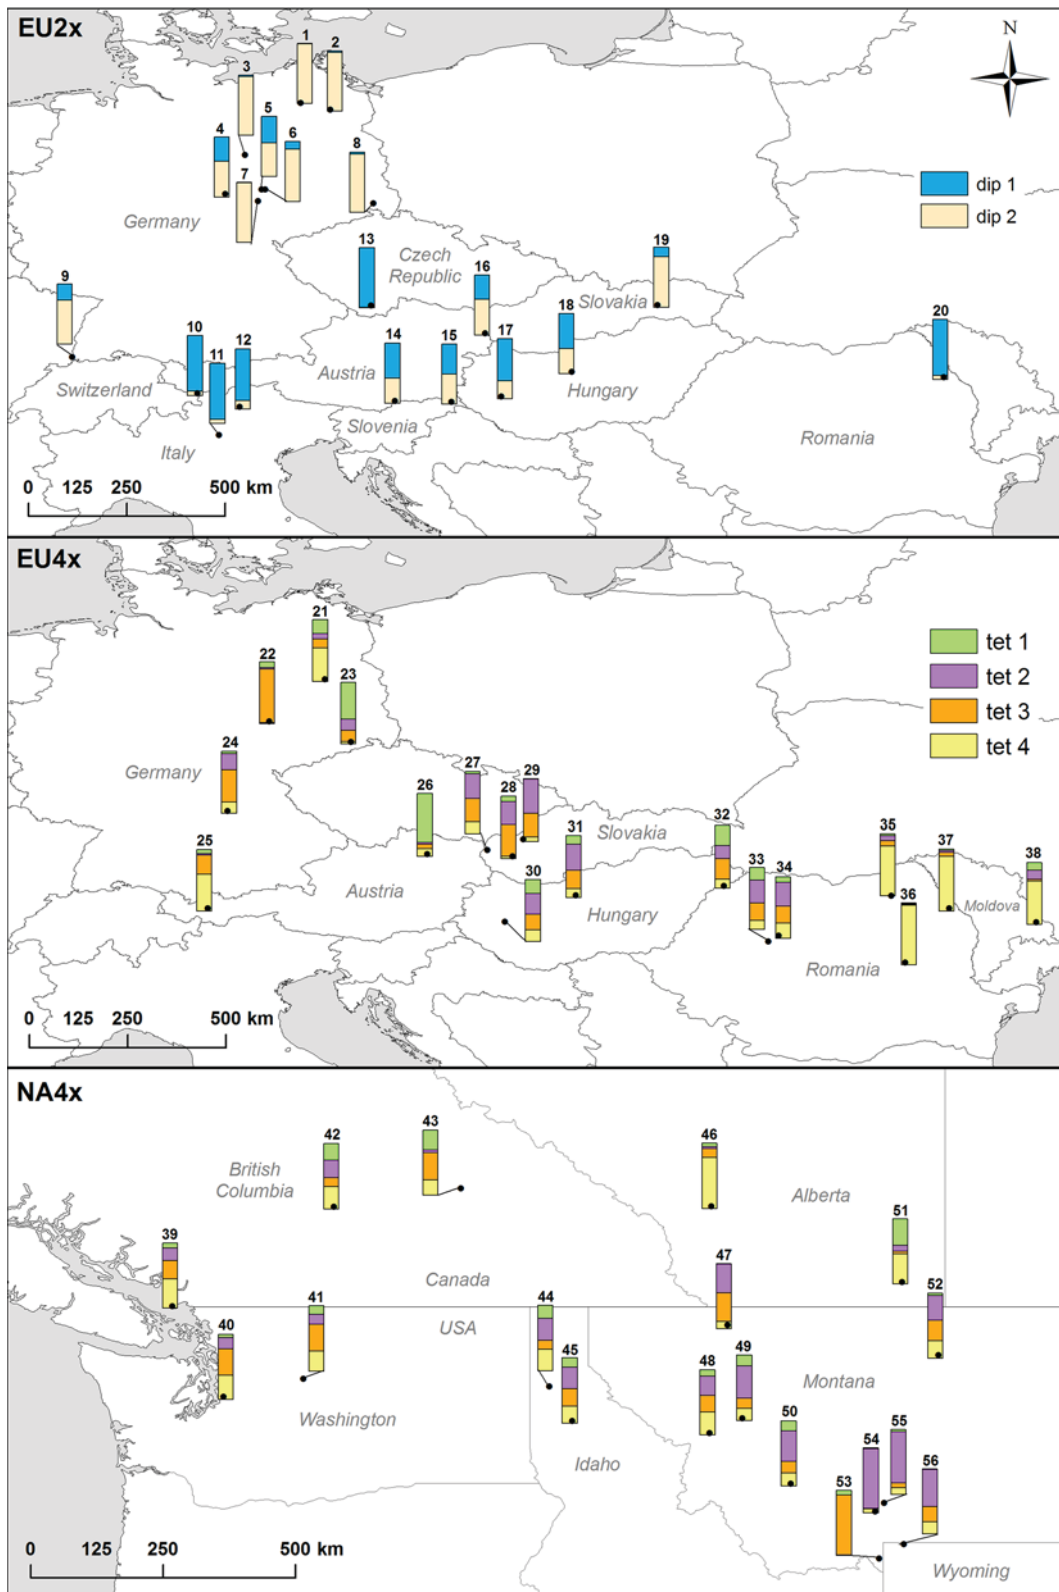 EU2x
N
1
2
3
4
5
6
7
8
dip 1
dip 2
Germany
13
Czech
Republic
16
19
Slovakia
9
10
11
12
14
15
17
18
20
Switzerland
Austria
Hungary
Slovenia
Romania
Italy
0 125 250 500 km
EU4x
21
22
23
tet 1
tet 2
tet 3
tet 4
24
Germany
25
26
27
28
29
30
31
Slovakia
32
33
34
35
36
37
38
Austria
Hungary
Moldova
Romania
0 125 250 500 km
NA4x
42
43
46
British
Columbia
Alberta
51
39
Canada
47
52
40
41
USA
44
45
48
49
Montana
Washington
50
Idaho
53
54
55
56
Wyoming
0 125 250 500 km